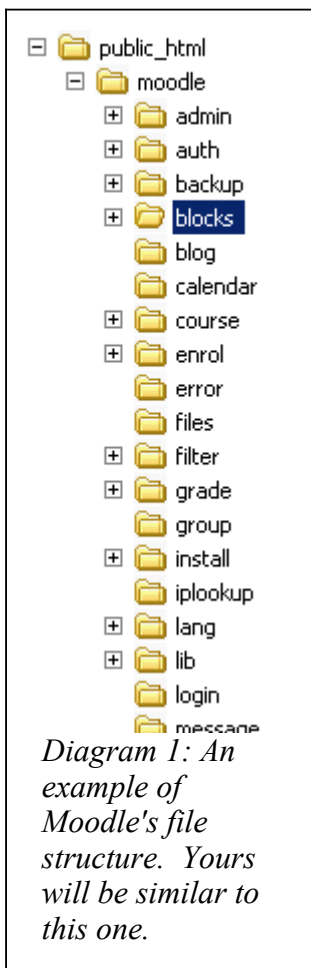 public_html
moodle
admin
auth
backup
blocks
blog
calendar
course
enrol
error
files
filter
grade
group
install
iplookup
lang
lib
login
message
Diagram 1: An
example of
Moodle's file
structure.  Yours
will be similar to
this one.